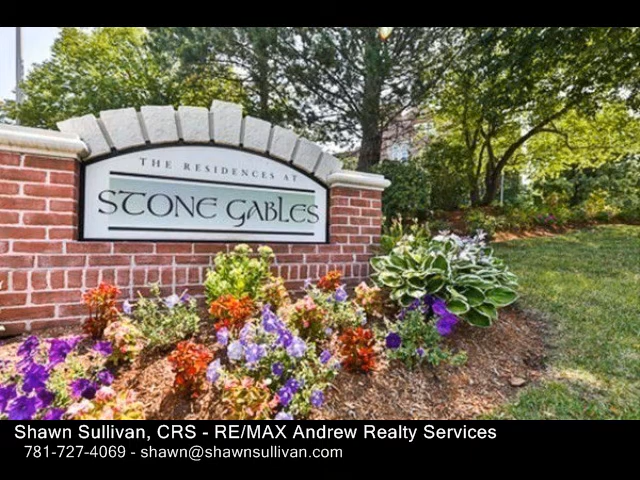 THE RESIDENCES AT
STONE GABLES
Shawn Sullivan, CRS - RE/MAX Andrew Realty Services
781-727-4069 - shawn@shawnsullivan.com